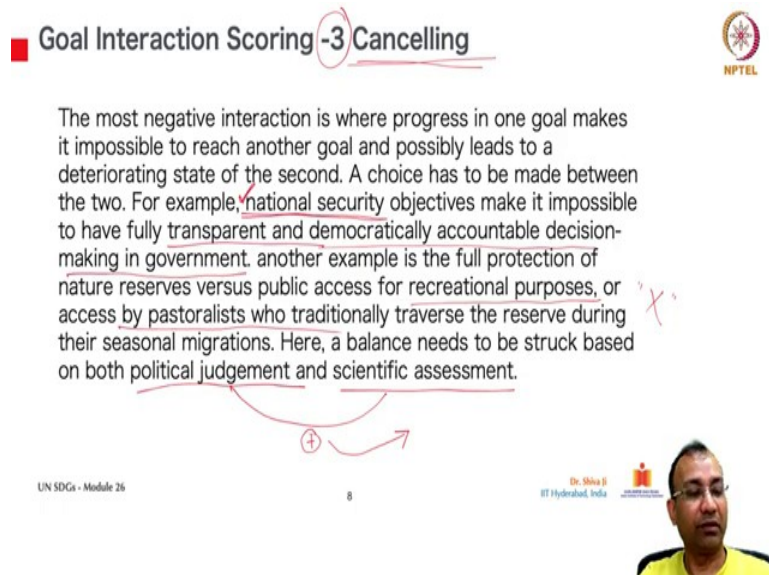 Goal Interaction Scoring -3 Cancelling
NPTEL
The most negative interaction is where progress in one goal makes
it impossible to reach another goal and possibly leads to a
deteriorating state of the second. A choice has to be made between
the two. For example, national security objectives make it impossible
to have fully transparent and democratically accountable decision-
making in government. another example is the full protection of
nature reserves versus public access for recreational purposes, or
access by pastoralists who traditionally traverse the reserve during
their seasonal migrations. Here, a balance needs to be struck based
on both political judgement and scientific assessment.
"X"
+
UN SDGs - Module 26
8
Dr. Shiva Ji
IIT Hyderabad, India